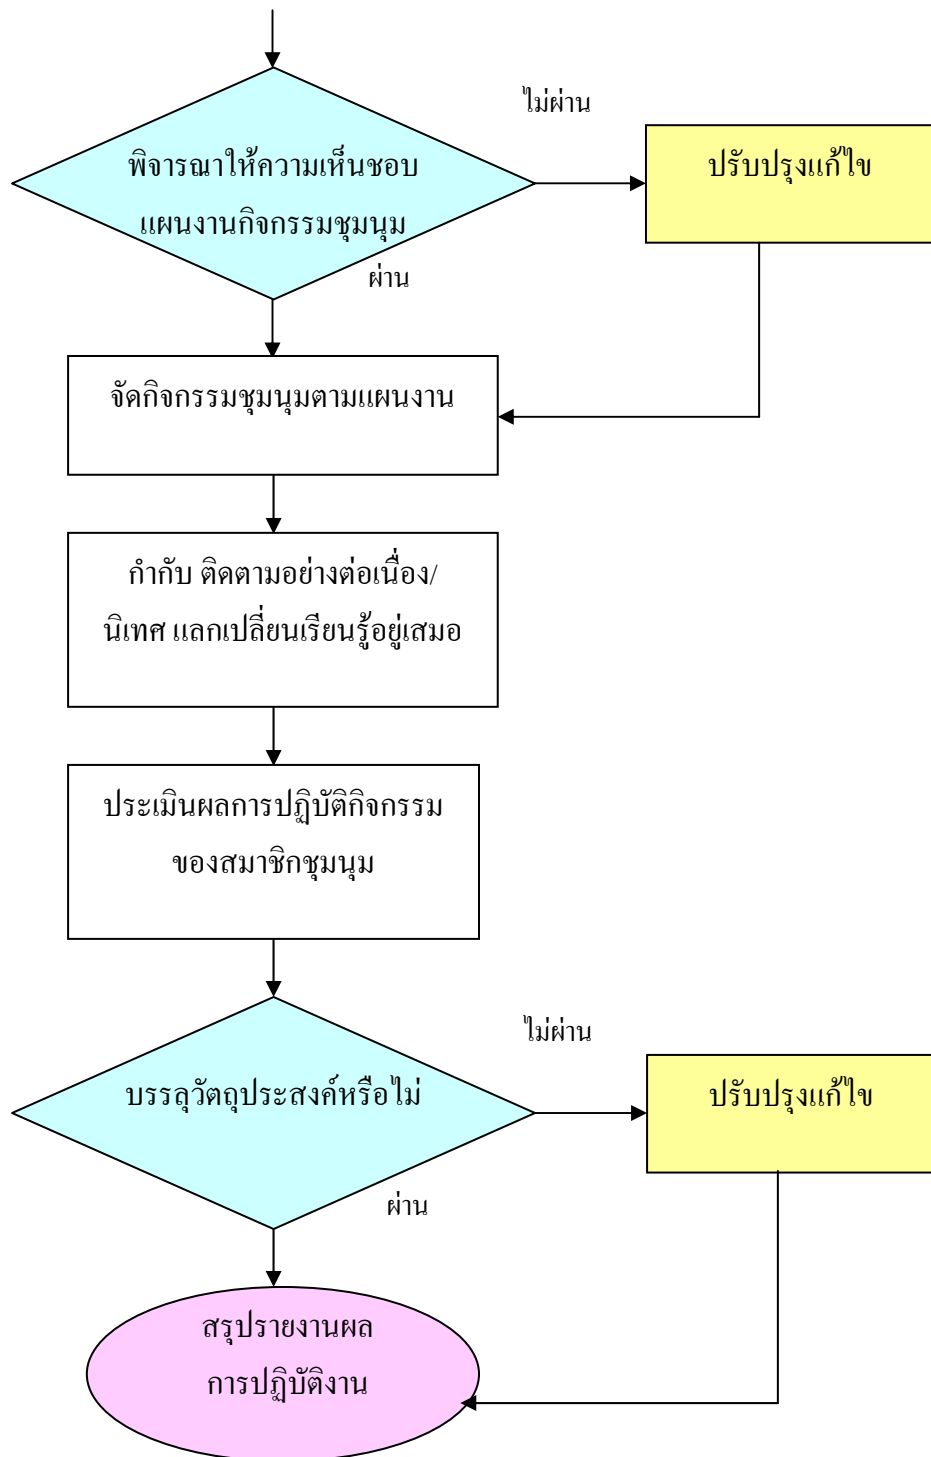 ไม่ผ่าน
พิจารณาให้ความเห็นชอบ
แผนงานกิจกรรมชุมนุม
ปรับปรุงแก้ไข
ผ่าน
จัดกิจกรรมชุมนุมตามแผนงาน
กำกับ ติดตามอย่างต่อเนื่อง/
นิเทศ แลกเปลี่ยนเรียนรู้อยู่เสมอ
ประเมินผลการปฏิบัติกิจกรรม
ของสมาชิกชุมนุม
ไม่ผ่าน
บรรลุวัตถุประสงค์หรือไม่
ปรับปรุงแก้ไข
ผ่าน
สรุปรายงานผล
การปฏิบัติงาน